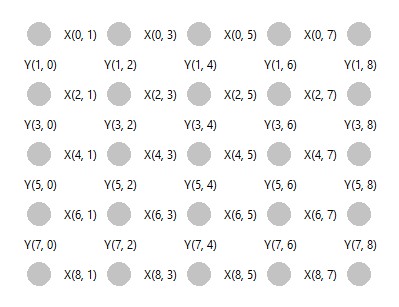 X(0, 1) X(0, 3) X(0, 5) X(0, 7)
Y(1, 0) Y(1, 2) Y(1, 4) Y(1, 6) Y(1, 8)
X(2, 1) X(2, 3) X(2, 5) X(2, 7)
Y(3, 0) Y(3, 2) Y(3, 4) Y(3, 6) Y(3, 8)
X(4, 1) X(4, 3) X(4, 5) X(4, 7)
Y(5, 0) Y(5, 2) Y(5, 4) Y(5, 6) Y(5, 8)
X(6, 1) X(6, 3) X(6, 5) X(6, 7)
Y(7, 0) Y(7, 2) Y(7, 4) Y(7, 6) Y(7, 8)
X(8, 1) X(8, 3) X(8, 5) X(8, 7)